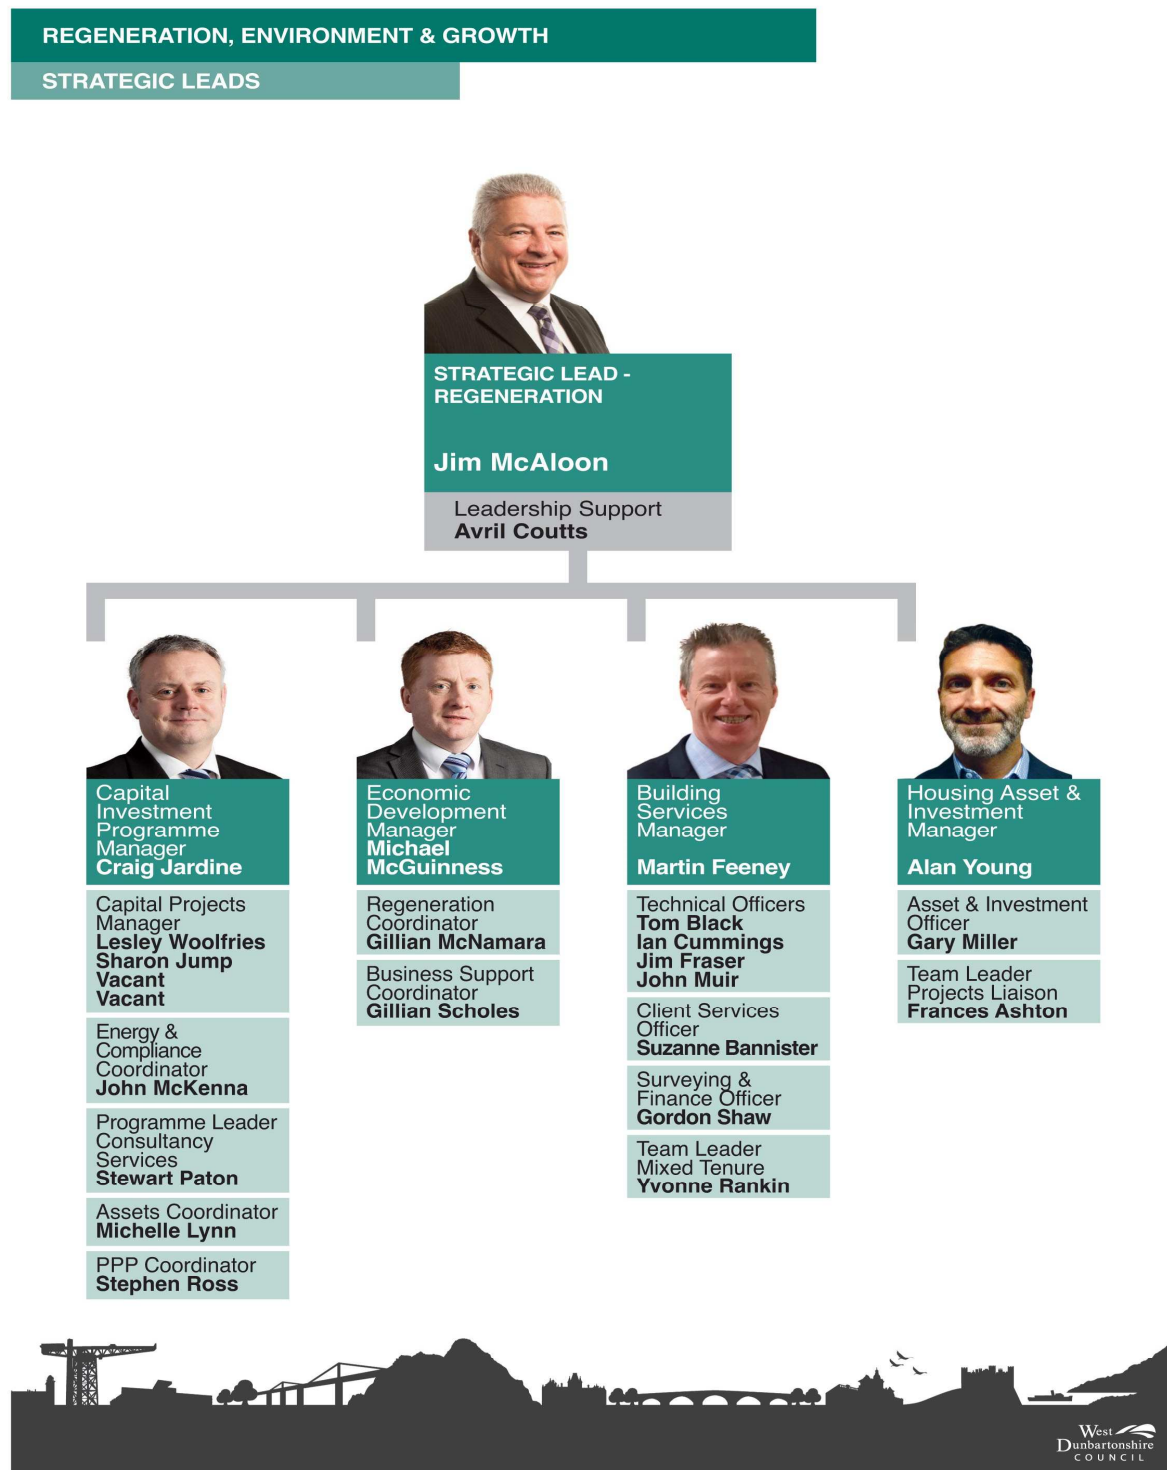 REGENERATION, ENVIRONMENT & GROWTH
STRATEGIC LEADS
STRATEGIC LEAD -
REGENERATION
Jim McAloon
Leadership Support
Avril Coutts
Capital
Investment
Programme
Manager
Craig Jardine
Capital Projects
Manager
Lesley Woolfries
Sharon Jump
Vacant
Vacant
Energy &
Compliance
Coordinator
John McKenna
Programme Leader
Consultancy
Services
Stewart Paton
Assets Coordinator
Michelle Lynn
PPP Coordinator
Stephen Ross
Economic
Development
Manager
Michael
McGuinness
Regeneration
Coordinator
Gillian McNamara
Business Support
Coordinator
Gillian Scholes
Building
Services
Manager
Martin Feeney
Technical Officers
Tom Black
Ian Cummings
Jim Fraser
John Muir
Client Services
Officer
Suzanne Bannister
Surveying &
Finance Officer
Gordon Shaw
Team Leader
Mixed Tenure
Yvonne Rankin
Housing Asset &
Investment
Manager
Alan Young
Asset & Investment
Officer
Gary Miller
Team Leader
Projects Liaison
Frances Ashton
West
Dunbartonshire
COUNCIL